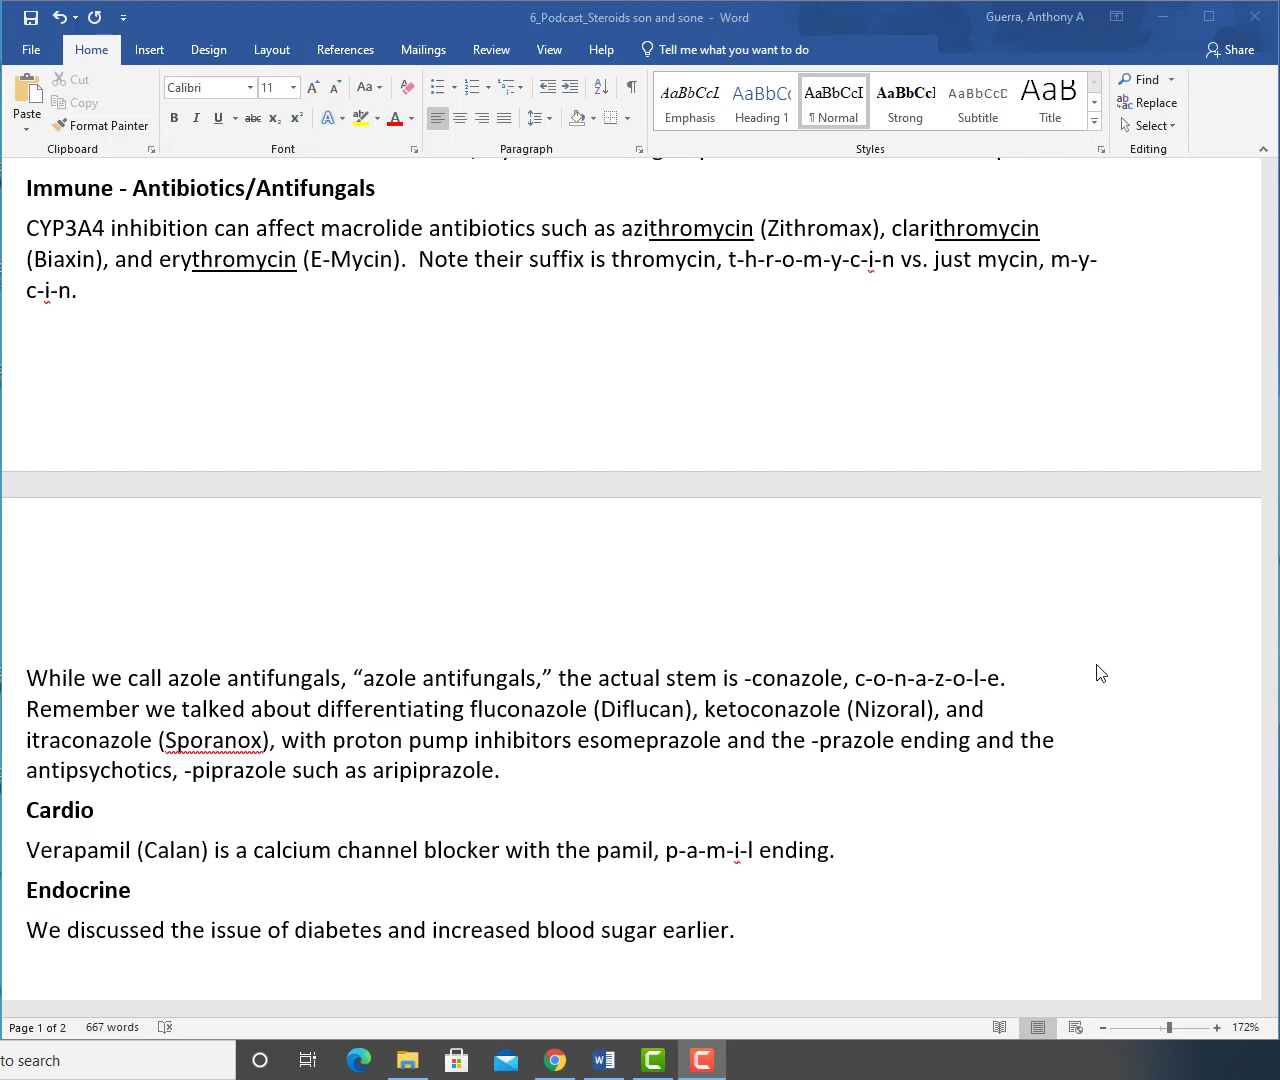 6_Podcast_Steroids son and sone - Word
Guerra, Anthony A
File Home Insert Design Layout References Mailings Review View Help Tell me what you want to do Share
Paste
Cut
Copy
Format Painter
Clipboard
Calibri 11
Font
Paragraph
AaBbCcI Emphasis
AaBbCc Heading 1
AaBbCcI ¶ Normal
AaBbCcI Strong
AaBbCcD Subtitle
AaB Title
Styles
Find
Replace
Select
Editing
Immune - Antibiotics/Antifungals
CYP3A4 inhibition can affect macrolide antibiotics such as azithromycin (Zithromax), clarithromycin
(Biaxin), and erythromycin (E-Mycin).  Note their suffix is thromycin, t-h-r-o-m-y-c-i-n vs. just mycin, m-y-
c-i-n.
While we call azole antifungals, “azole antifungals,” the actual stem is -conazole, c-o-n-a-z-o-l-e.
Remember we talked about differentiating fluconazole (Diflucan), ketoconazole (Nizoral), and
itraconazole (Sporanox), with proton pump inhibitors esomeprazole and the -prazole ending and the
antipsychotics, -piprazole such as aripiprazole.
Cardio
Verapamil (Calan) is a calcium channel blocker with the pamil, p-a-m-i-l ending.
Endocrine
We discussed the issue of diabetes and increased blood sugar earlier.
Page 1 of 2 667 words 172%
to search